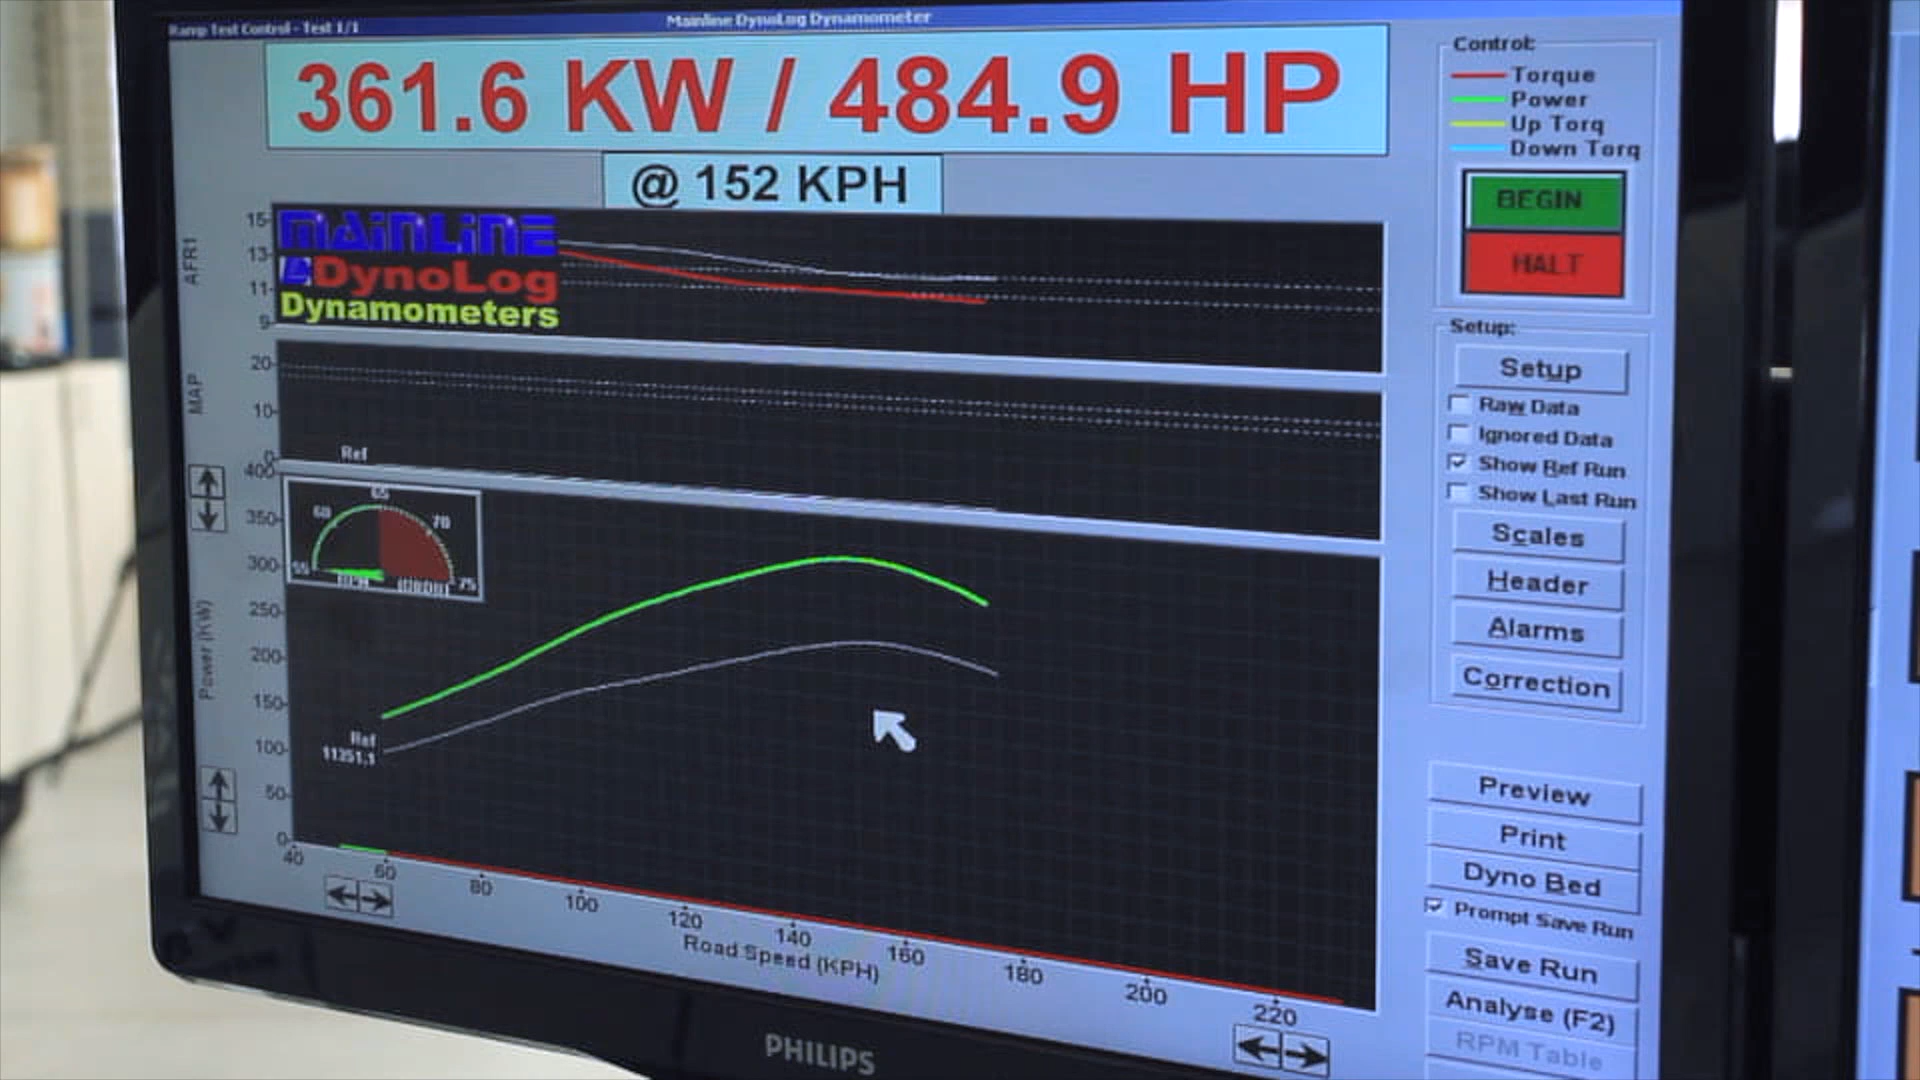 Ramp Test Control - Test 1/1
Mainline DynoLog Dynamometer
361.6 KW / 484.9 HP
@ 152 KPH
AFR1
15
13
11
9
MAINLINE
DynoLog
Dynamometers
MAP
20
10
0
Ref
Power (KW)
400
350
300
250
200
150
100
50
0
55
60
65
70
75
Ref
11251.1
40
60
80
100
120
140
160
180
200
220
Road Speed (KPH)
Control:
Torque
Power
Up Torq
Down Torq
BEGIN
HALT
Setup:
Setup
Raw Data
Ignored Data
Show Ref Run
Show Last Run
Scales
Header
Alarms
Correction
Preview
Print
Dyno Bed
Prompt Save Run
Save Run
Analyse (F2)
RPM Table
PHILIPS